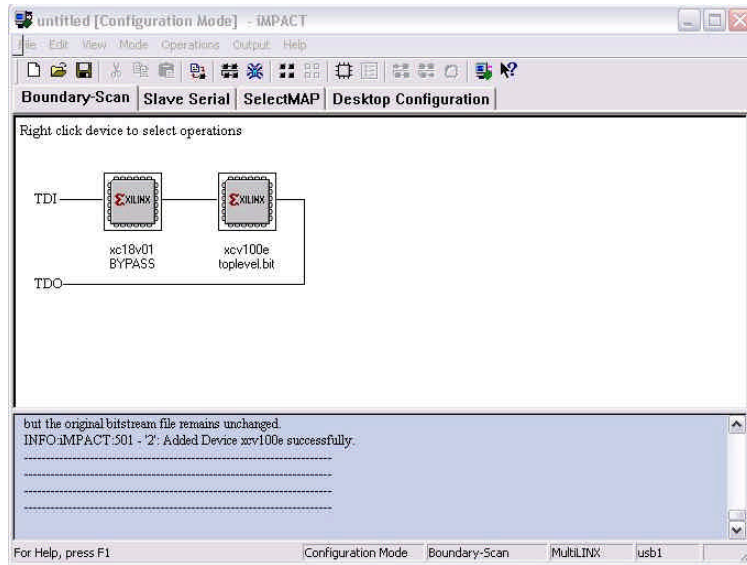 untitled [Configuration Mode] - iMPACT
File Edit View Mode Operations Output Help
Boundary-Scan Slave Serial SelectMAP Desktop Configuration
Right click device to select operations
TDI
XILINX XILINX
xc18v01 xcv100e
BYPASS toplevel.bit
TDO
but the original bitstream file remains unchanged.
INFO:iMPACT:501 - '2': Added Device xcv100e successfully.
----------------------------------------------------------------------
----------------------------------------------------------------------
----------------------------------------------------------------------
----------------------------------------------------------------------
For Help, press F1 Configuration Mode Boundary-Scan MultiLINX usb1